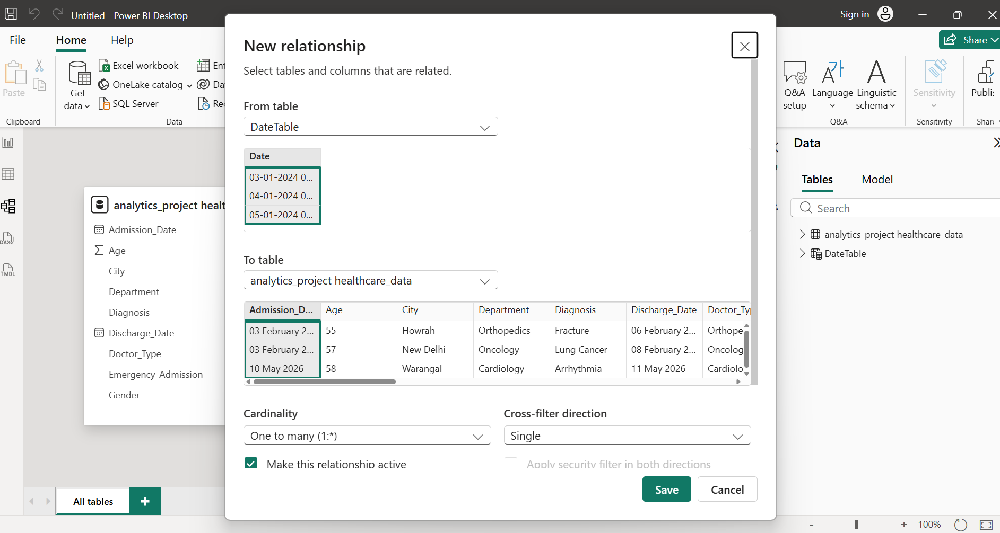 Untitled - Power BI Desktop
Sign in
File
Home
Help
Share
Paste
Clipboard
Get
data
Excel workbook
OneLake catalog
SQL Server
Data
Q&A
setup
Language
Linguistic
schema
Q&A
Sensitivity
Sensitivity
Share
DAX
TMDL
analytics_project
Admission_Date
Age
City
Department
Diagnosis
Discharge_Date
Doctor_Type
Emergency_Admission
Gender
All tables
+
New relationship
Select tables and columns that are related.
From table
DateTable
Date
03-01-2024 0...
04-01-2024 0...
05-01-2024 0...
To table
analytics_project healthcare_data
Admission_D... Age City Department Diagnosis Discharge_Date Doctor_Ty
03 February 2... 55 Howrah Orthopedics Fracture 06 February 2... Orthope
03 February 2... 57 New Delhi Oncology Lung Cancer 08 February 2... Oncolog
10 May 2026 58 Warangal Cardiology Arrhythmia 11 May 2026 Cardiolo
Cardinality
Cross-filter direction
One to many (1:*)
Single
Make this relationship active
Apply security filter in both directions
Save
Cancel
Data
Tables
Model
Search
analytics_project healthcare_data
DateTable
- + 100%